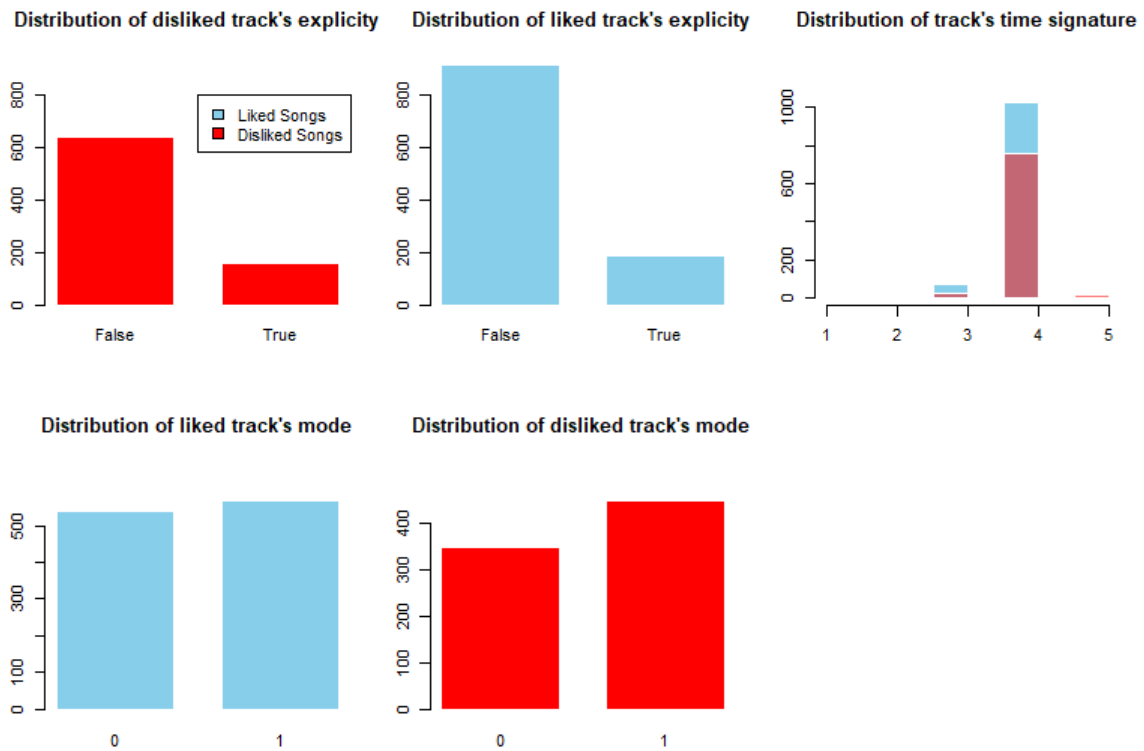 Distribution of disliked track's explicity
800
600
400
200
0
False
True
Liked Songs
Disliked Songs
Distribution of liked track's explicity
800
600
400
200
0
False
True
Distribution of track's time signature
1000
600
200
0
1
2
3
4
5
Distribution of liked track's mode
500
300
100
0
0
1
Distribution of disliked track's mode
400
300
200
100
0
0
1